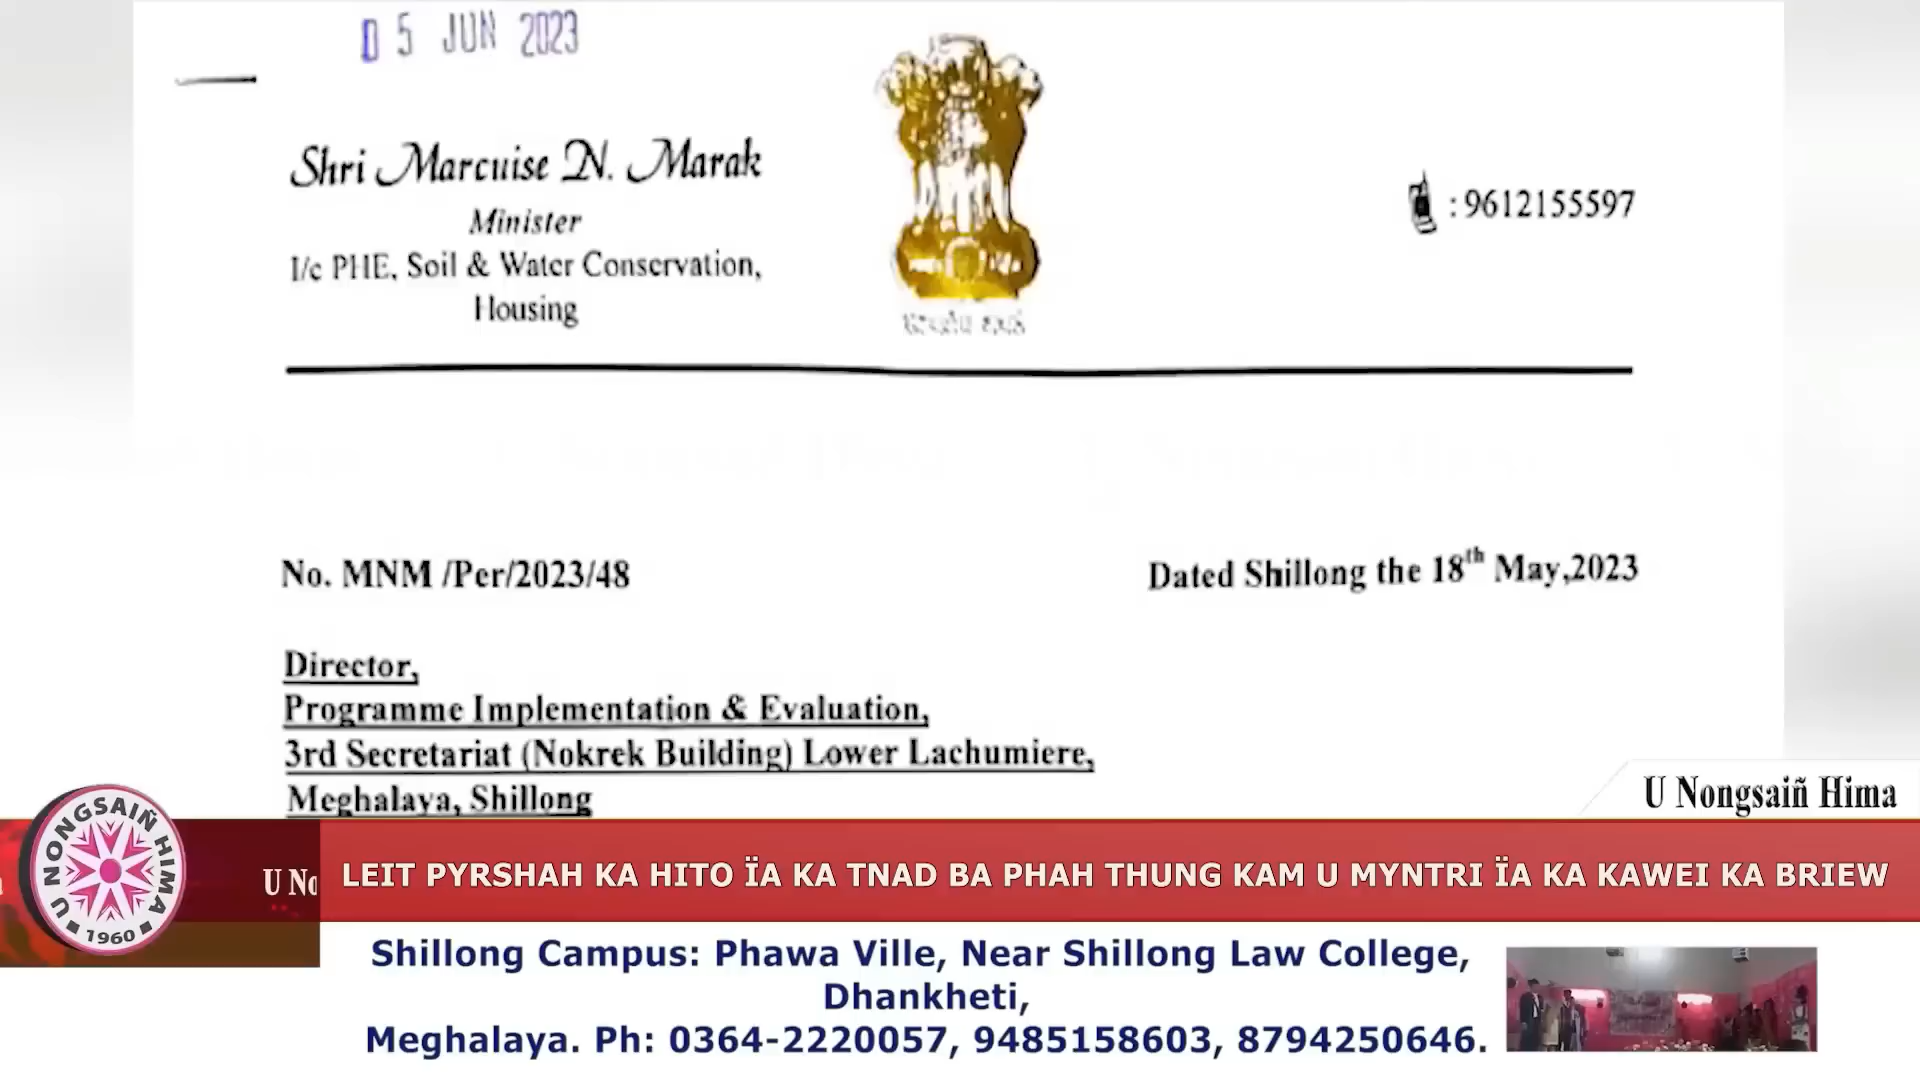 05 JUN 2023
Shri Marcuise N. Marak
Minister
I/c PHE, Soil & Water Conservation,
Housing
: 9612155597
No. MNM /Per/2023/48
Dated Shillong the 18th May,2023
Director,
Programme Implementation & Evaluation,
3rd Secretariat (Nokrek Building) Lower Lachumiere,
Meghalaya, Shillong
U Nongsaiñ Hima
U NONGSAIÑ HIMA
1960
U No
LEIT PYRSHAH KA HITO ÏA KA TNAD BA PHAH THUNG KAM U MYNTRI ÏA KA KAWEI KA BRIEW
Shillong Campus: Phawa Ville, Near Shillong Law College,
Dhankheti,
Meghalaya. Ph: 0364-2220057, 9485158603, 8794250646.